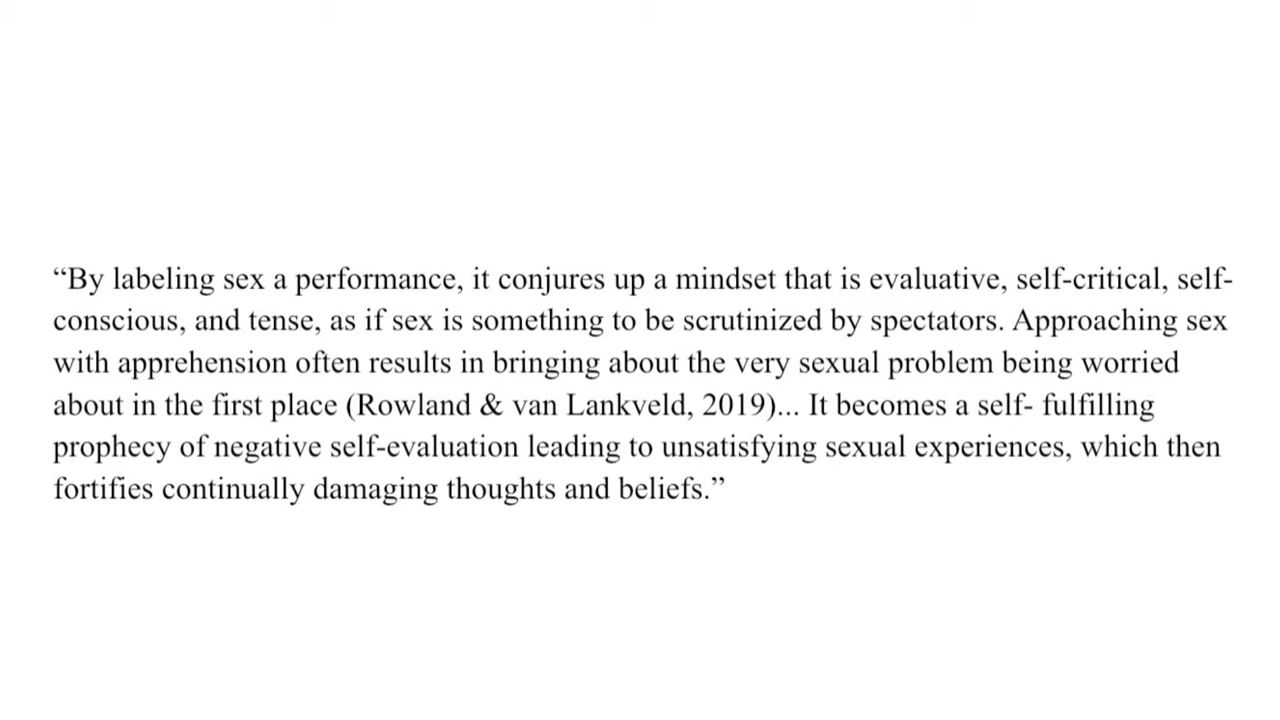 “By labeling sex a performance, it conjures up a mindset that is evaluative, self-critical, self-
conscious, and tense, as if sex is something to be scrutinized by spectators. Approaching sex
with apprehension often results in bringing about the very sexual problem being worried
about in the first place (Rowland & van Lankveld, 2019)... It becomes a self- fulfilling
prophecy of negative self-evaluation leading to unsatisfying sexual experiences, which then
fortifies continually damaging thoughts and beliefs.”